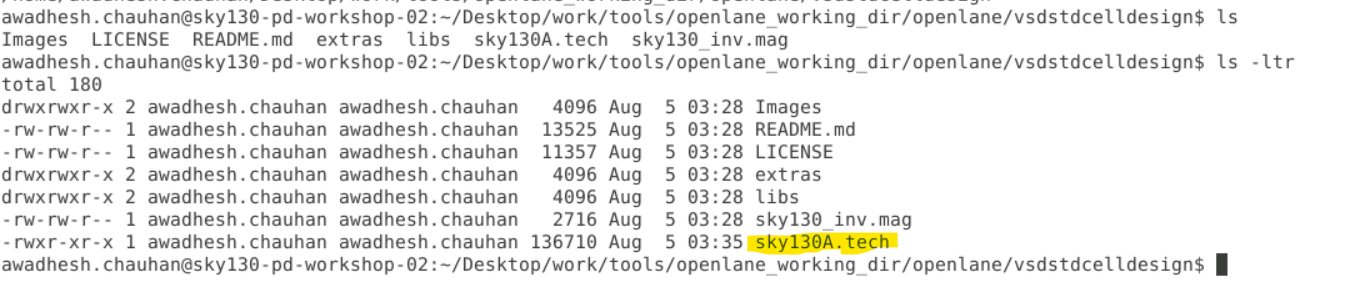 awadhesh.chauhan@sky130-pd-workshop-02:~/Desktop/work/tools/openlane_working_dir/openlane/vsdstdcelldesign$ ls
Images  LICENSE  README.md  extras  libs  sky130A.tech  sky130_inv.mag
awadhesh.chauhan@sky130-pd-workshop-02:~/Desktop/work/tools/openlane_working_dir/openlane/vsdstdcelldesign$ ls -ltr
total 180
drwxrwxr-x 2 awadhesh.chauhan awadhesh.chauhan   4096 Aug  5 03:28 Images
-rw-rw-r-- 1 awadhesh.chauhan awadhesh.chauhan  13525 Aug  5 03:28 README.md
-rw-rw-r-- 1 awadhesh.chauhan awadhesh.chauhan  11357 Aug  5 03:28 LICENSE
drwxrwxr-x 2 awadhesh.chauhan awadhesh.chauhan   4096 Aug  5 03:28 extras
drwxrwxr-x 2 awadhesh.chauhan awadhesh.chauhan   4096 Aug  5 03:28 libs
-rw-rw-r-- 1 awadhesh.chauhan awadhesh.chauhan   2716 Aug  5 03:28 sky130_inv.mag
-rwxr-xr-x 1 awadhesh.chauhan awadhesh.chauhan 136710 Aug  5 03:35 sky130A.tech
awadhesh.chauhan@sky130-pd-workshop-02:~/Desktop/work/tools/openlane_working_dir/openlane/vsdstdcelldesign$